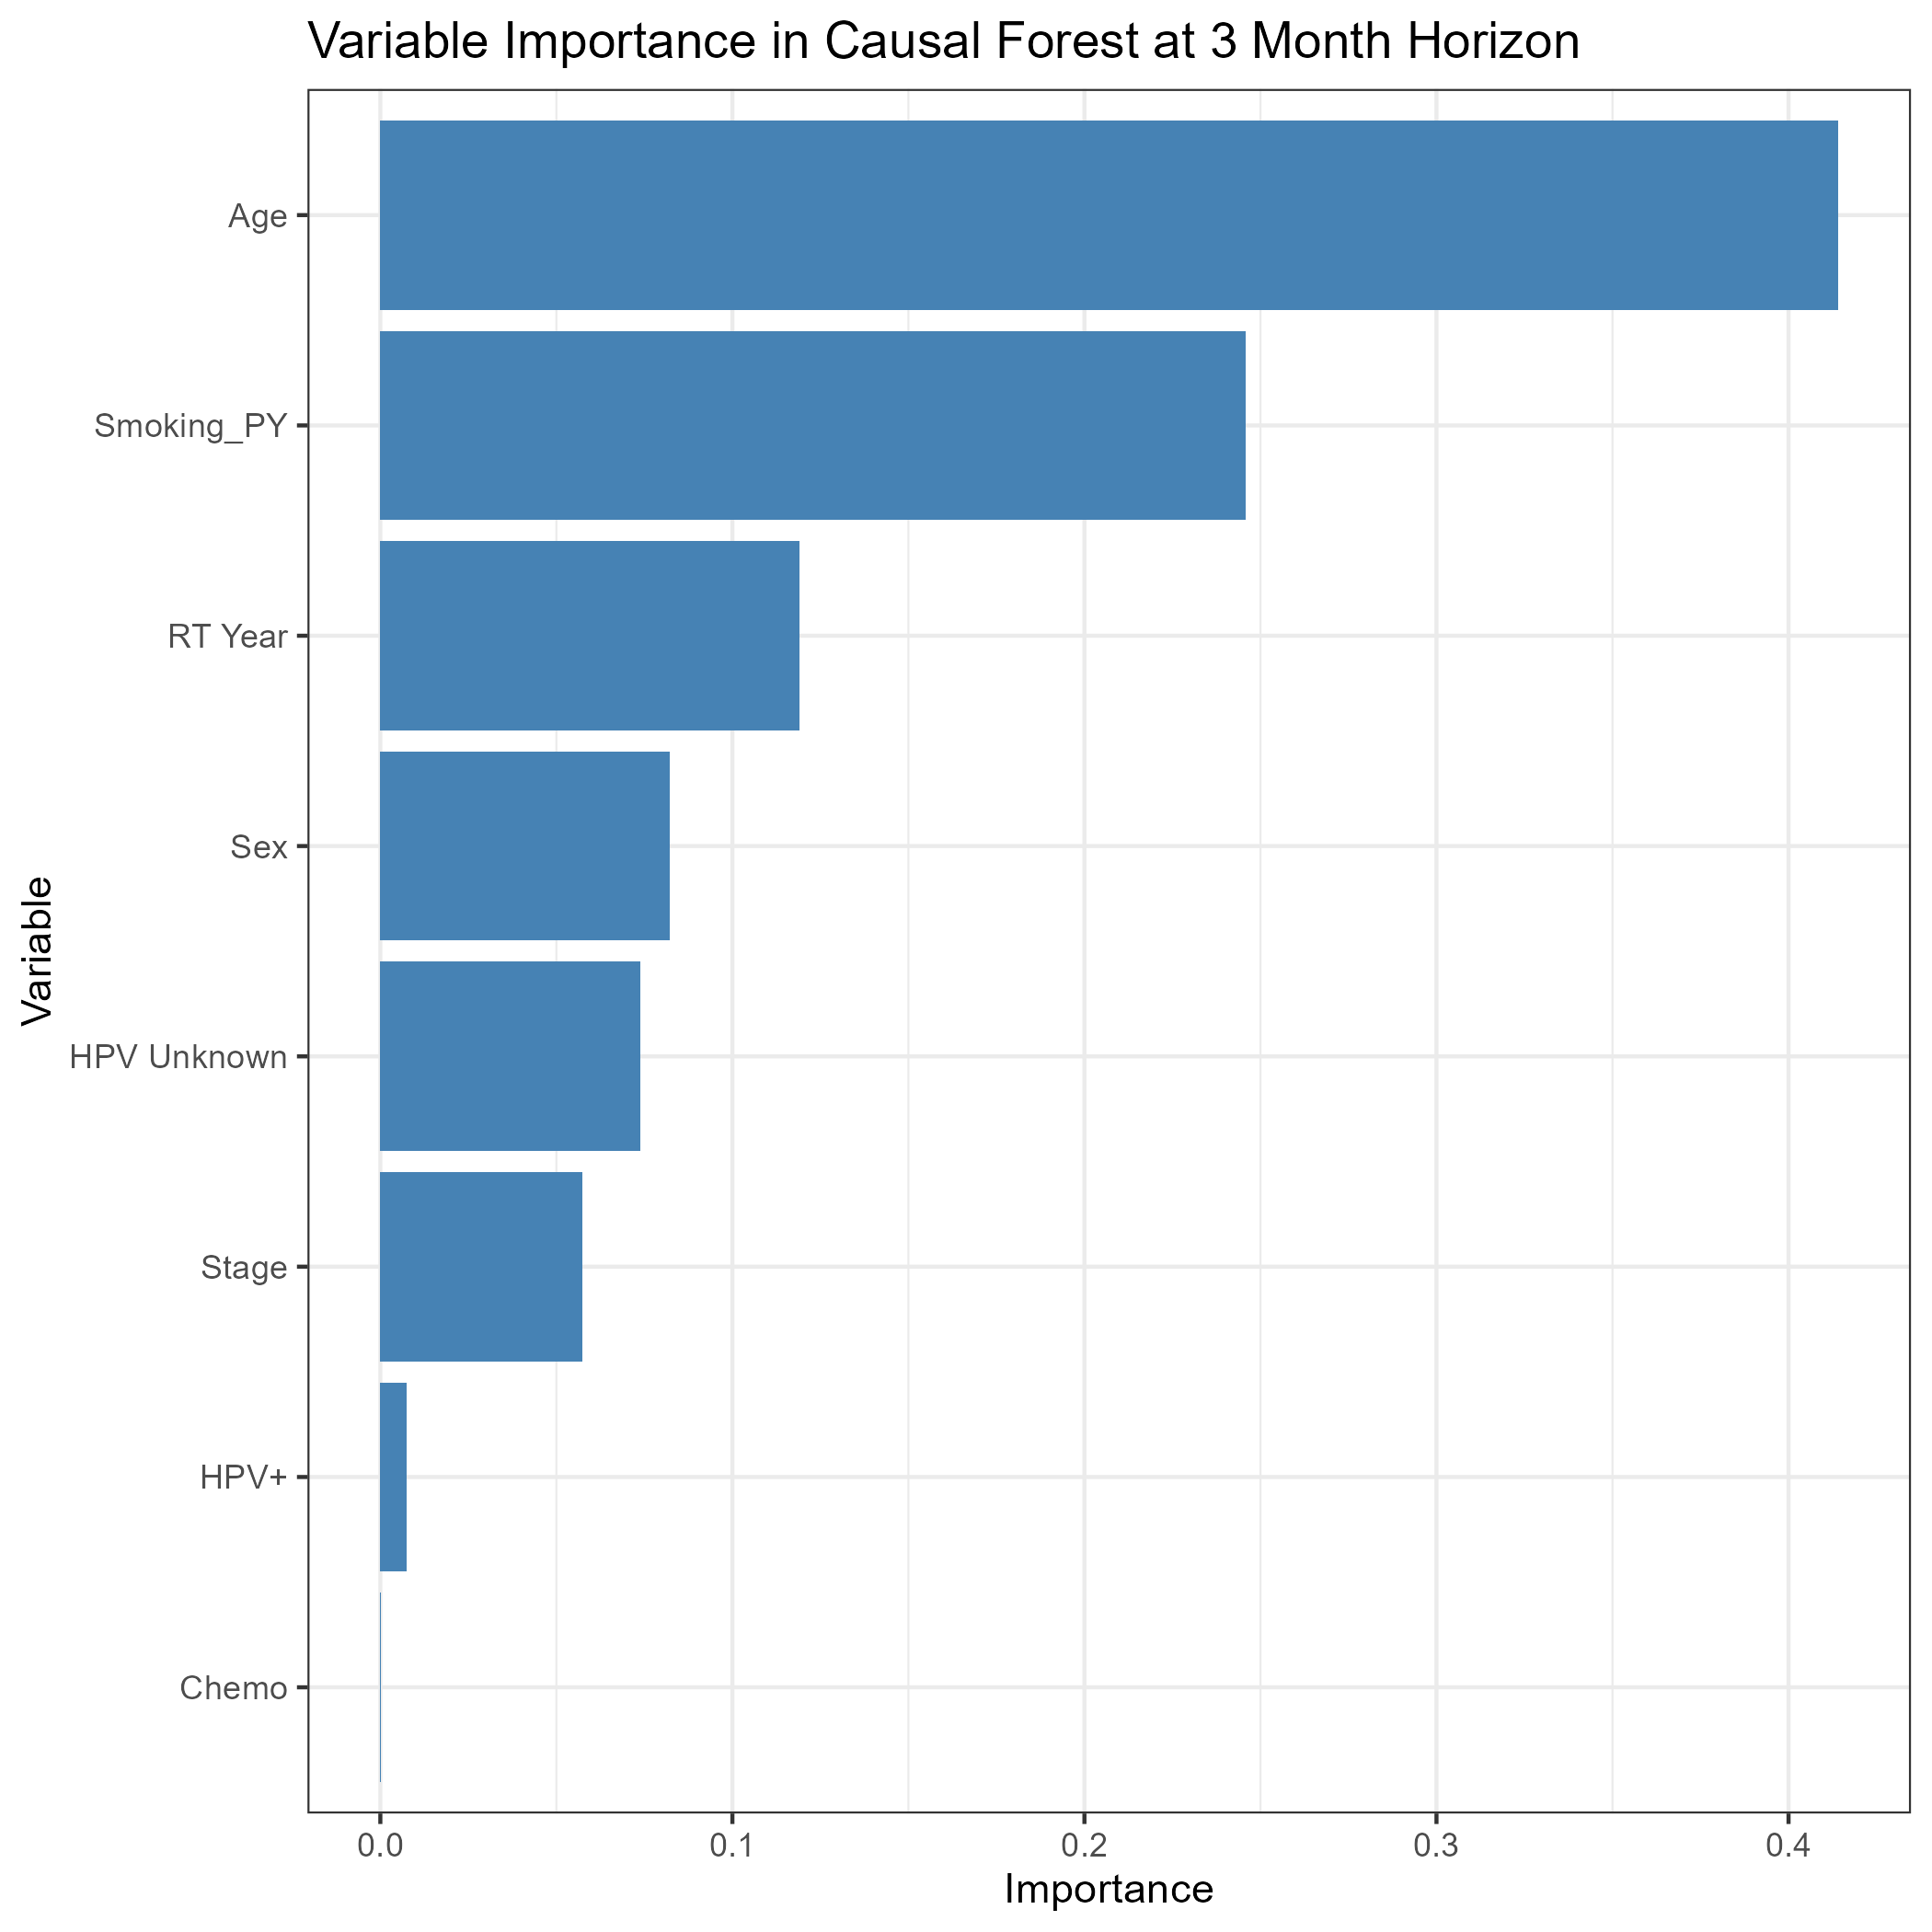 Variable Importance in Causal Forest at 3 Month Horizon
Age
Smoking_PY
RT Year
Sex
HPV Unknown
Stage
HPV+
Chemo
Variable
0.0 0.1 0.2 0.3 0.4
Importance